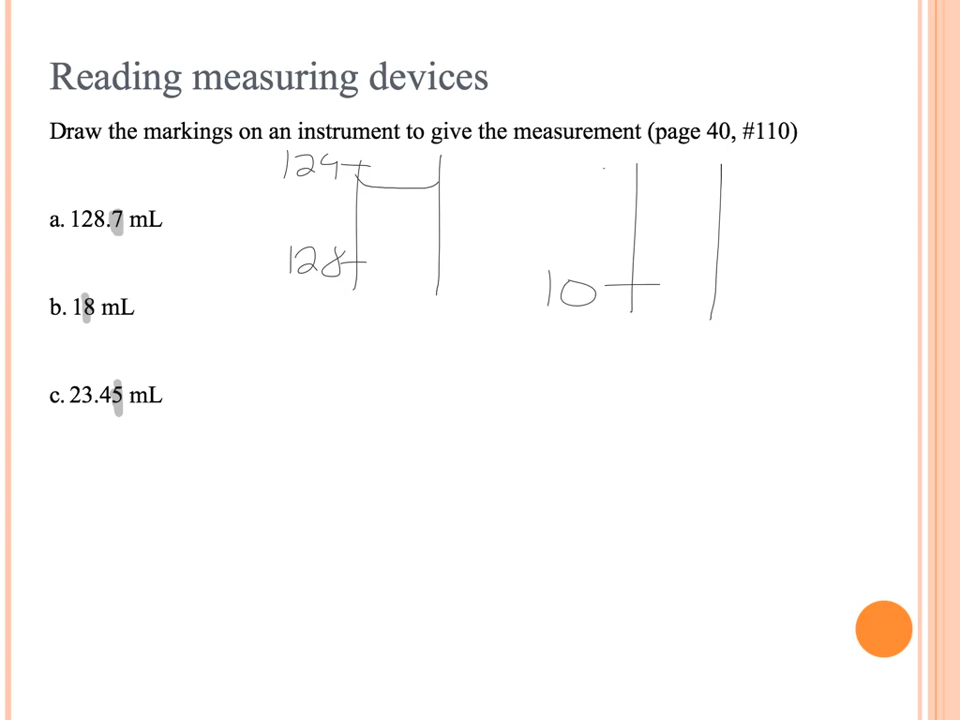 Reading measuring devices
Draw the markings on an instrument to give the measurement (page 40, #110)
129
a. 128.7 mL
128
10
b. 18 mL
c. 23.45 mL